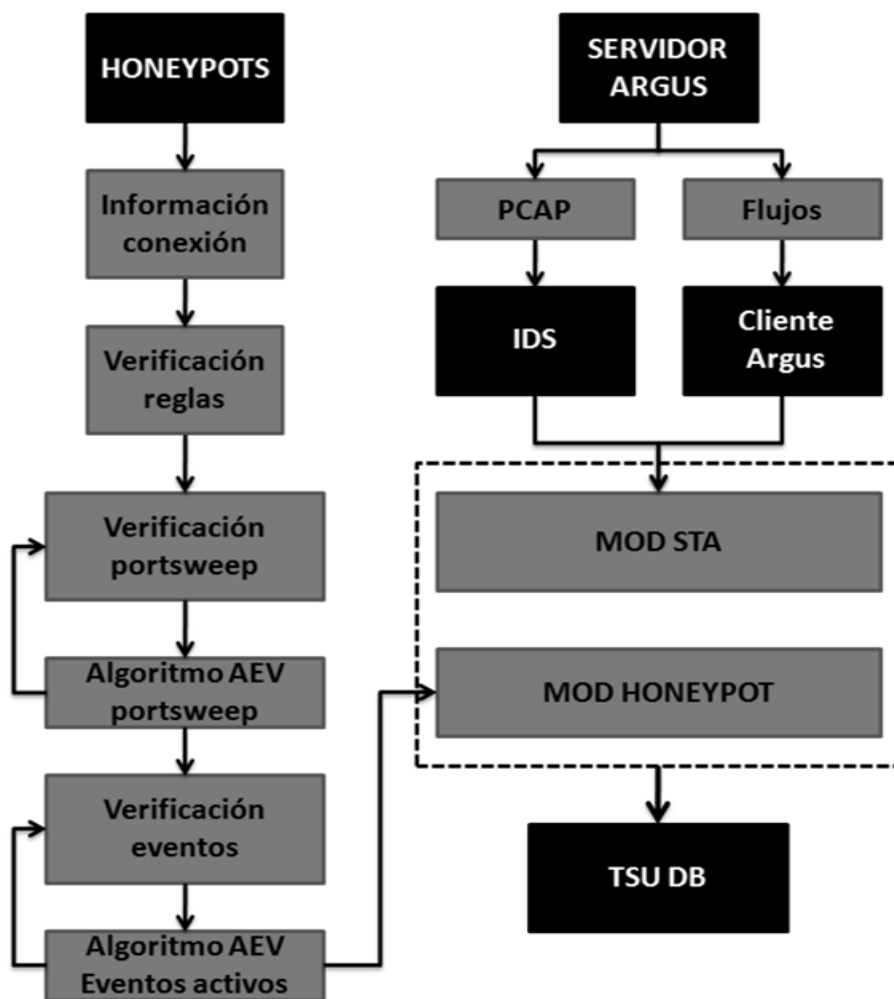 HONEYPOTS
Información
conexión
Verificación
reglas
Verificación
portsweep
Algoritmo AEV
portsweep
Verificación
eventos
Algoritmo AEV
Eventos activos
SERVIDOR
ARGUS
PCAP
Flujos
IDS
Cliente
Argus
MOD STA
MOD HONEYPOT
TSU DB